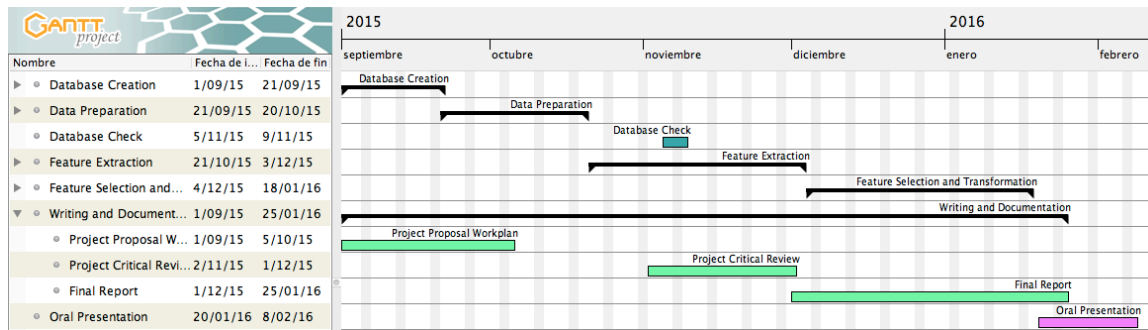 GANTT
project
2015
2016
septiembre octubre noviembre diciembre enero febrero
Nombre Fecha de i... Fecha de fin
Database Creation 1/09/15 21/09/15 Database Creation
Data Preparation 21/09/15 20/10/15 Data Preparation
Database Check 5/11/15 9/11/15 Database Check
Feature Extraction 21/10/15 3/12/15 Feature Extraction
Feature Selection and... 4/12/15 18/01/16 Feature Selection and Transformation
Writing and Document... 1/09/15 25/01/16 Writing and Documentation
Project Proposal W... 1/09/15 5/10/15 Project Proposal Workplan
Project Critical Revi... 2/11/15 1/12/15 Project Critical Review
Final Report 1/12/15 25/01/16 Final Report
Oral Presentation 20/01/16 8/02/16 Oral Presentation